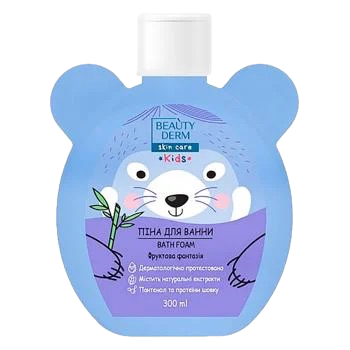 BEAUTY
DERM
skin care
Kids
ПІНА ДЛЯ ВАННИ
BATH FOAM
Фруктова фантазія
Дерматологічно протестовано
Містить натуральні екстракти
Пантенол та протеїни шовку
300 ml